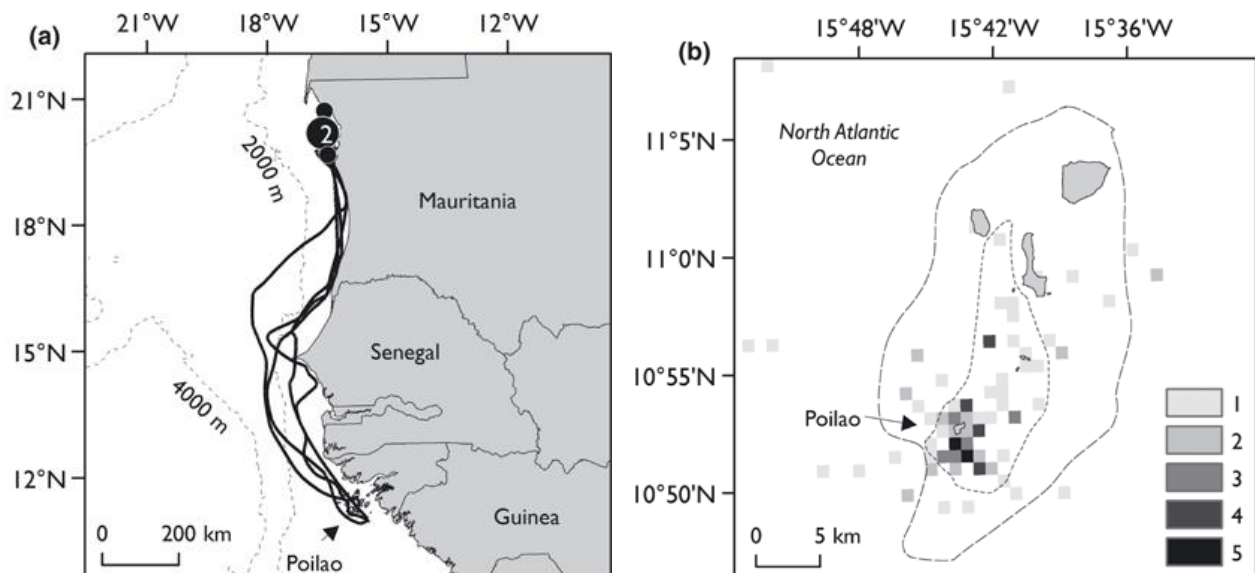 (a)
21°W
18°W
15°W
12°W
21°N
18°N
15°N
12°N
2000 m
4000 m
2
Mauritania
Senegal
Guinea
Poilao
0 200 km
(b)
15°48'W
15°42'W
15°36'W
11°5'N
11°0'N
10°55'N
10°50'N
North Atlantic
Ocean
Poilao
0 5 km
1
2
3
4
5